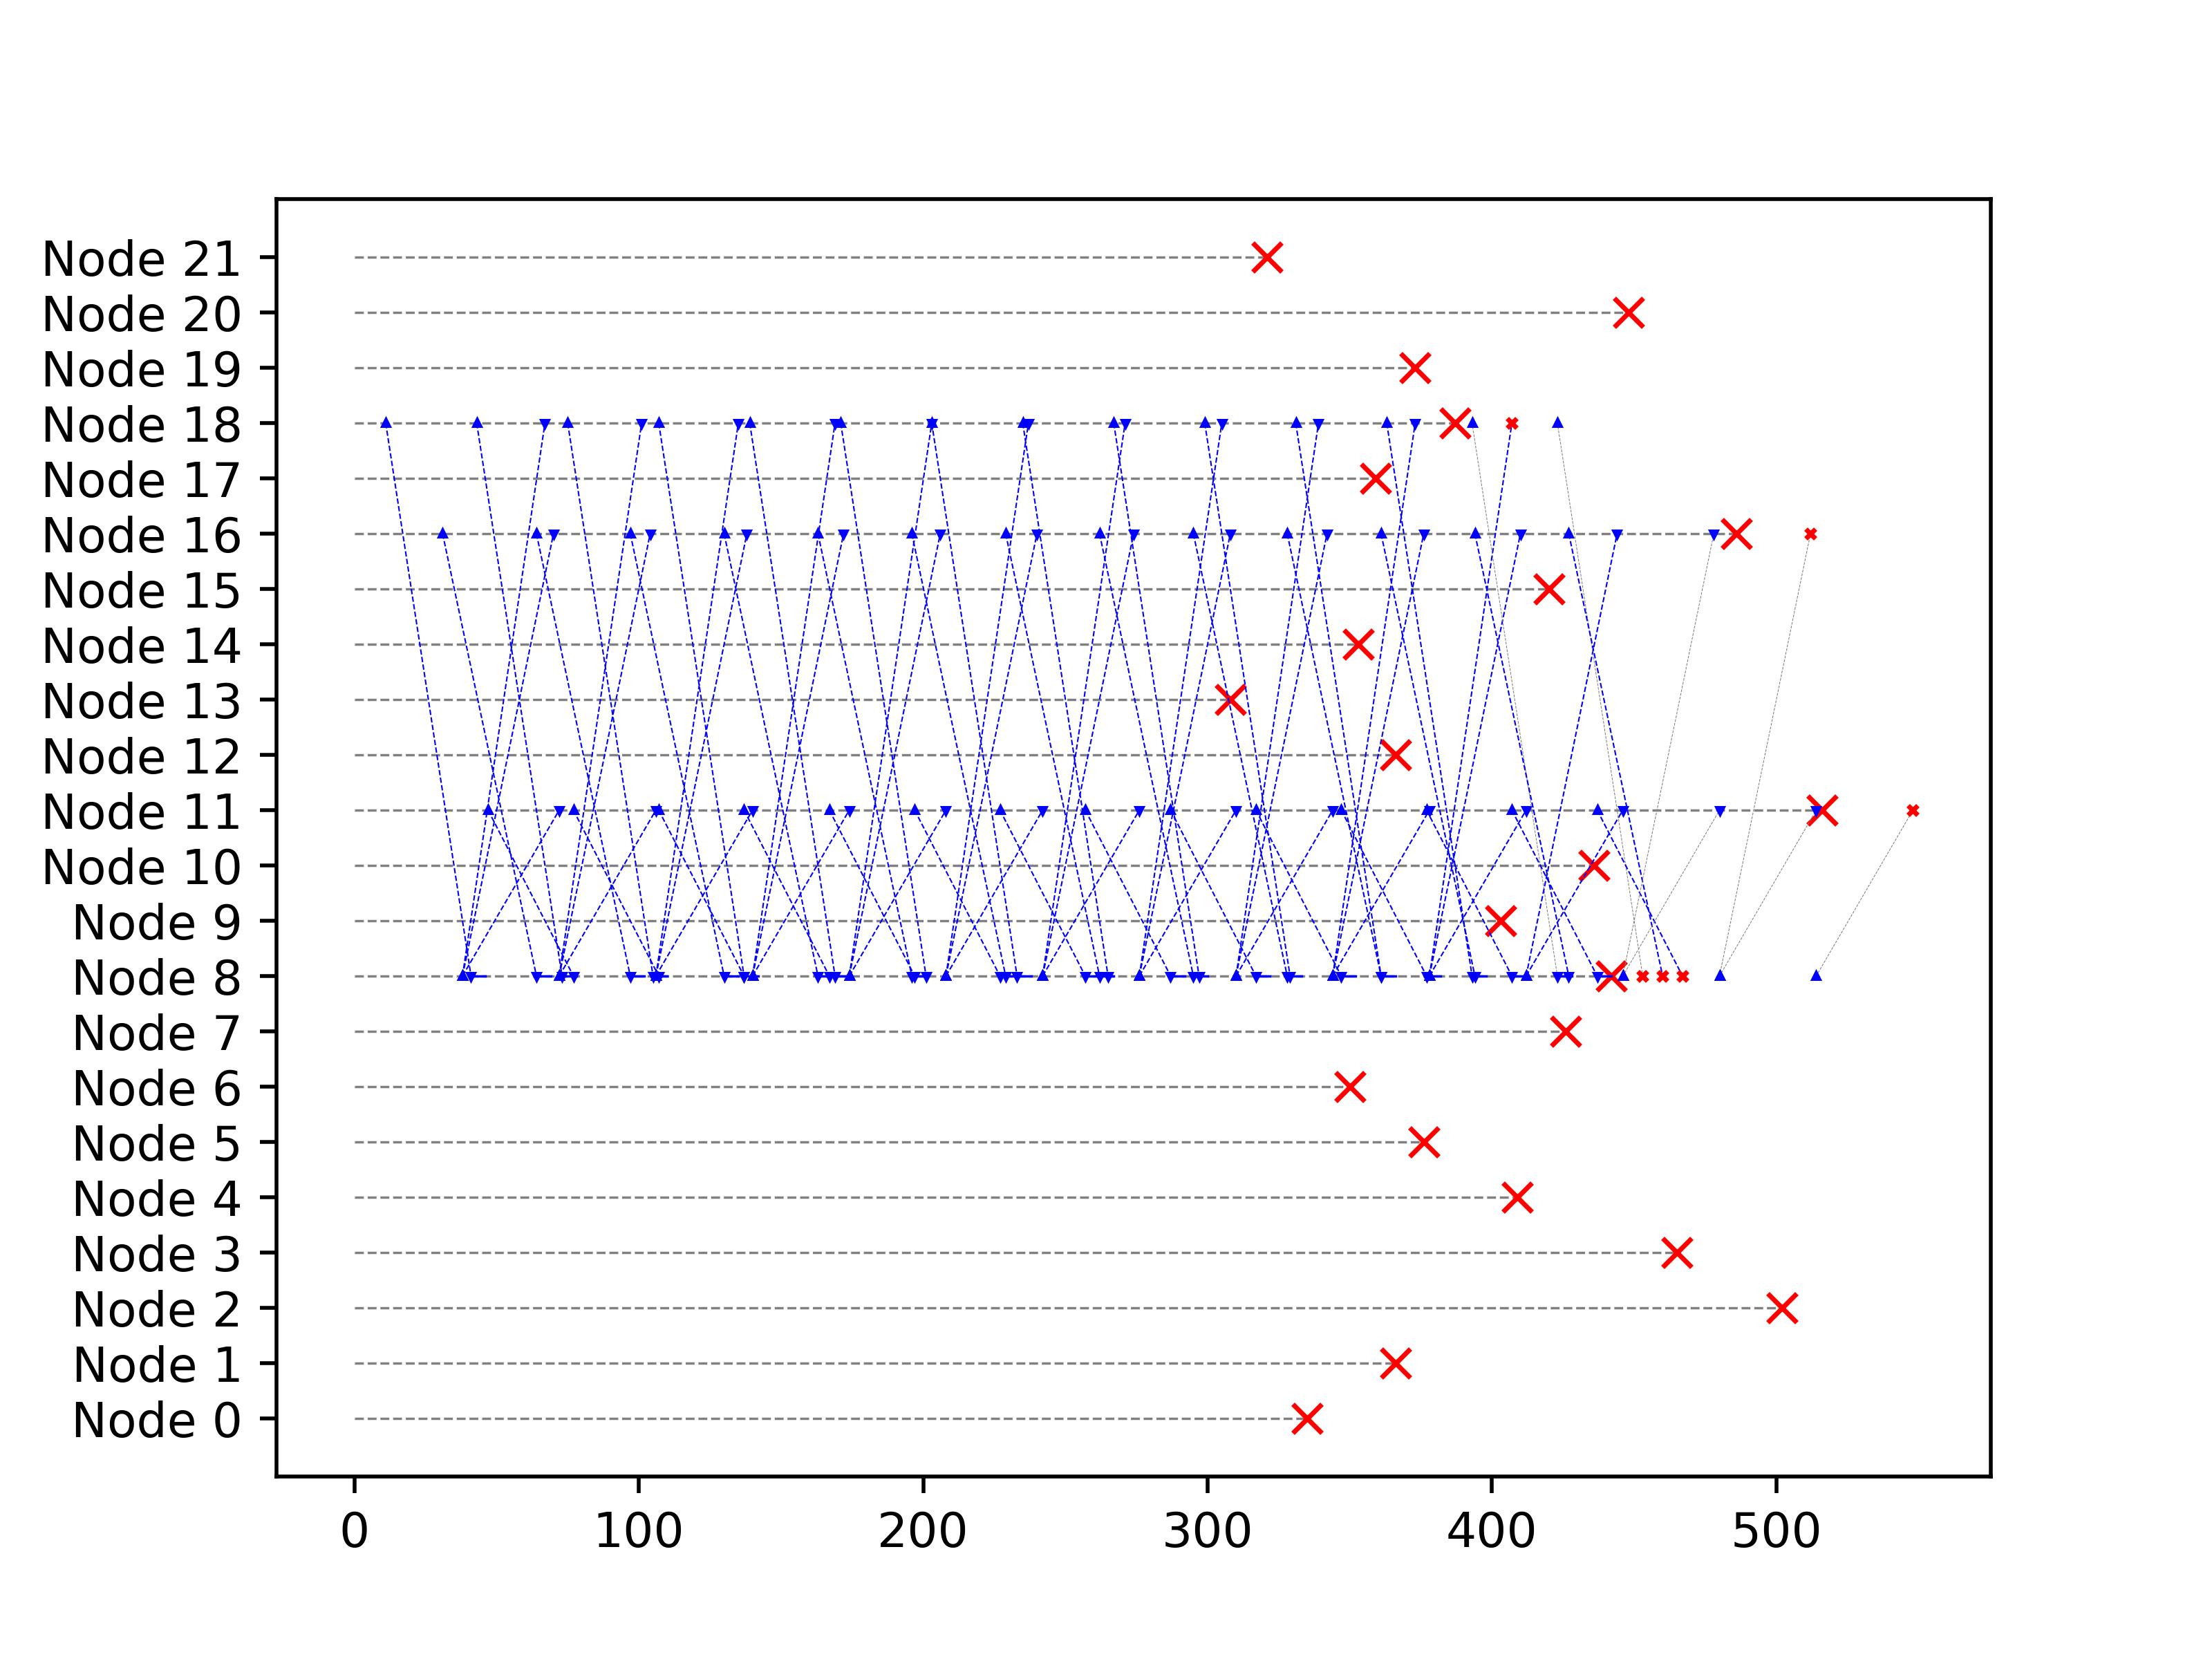 Node 21
Node 20
Node 19
Node 18
Node 17
Node 16
Node 15
Node 14
Node 13
Node 12
Node 11
Node 10
Node 9
Node 8
Node 7
Node 6
Node 5
Node 4
Node 3
Node 2
Node 1
Node 0
0 100 200 300 400 500